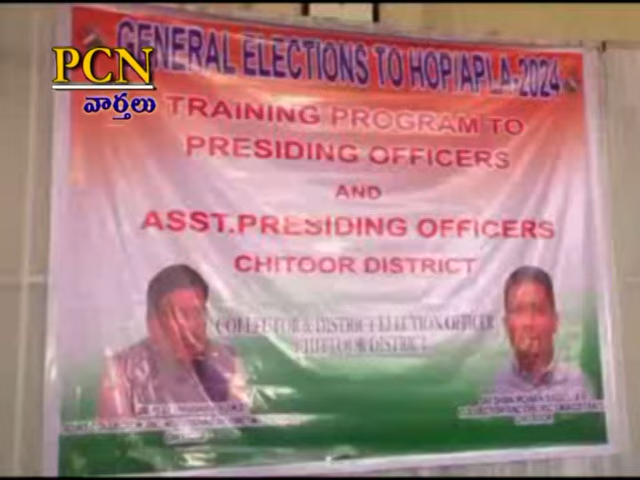 PCN
వార్తలు
GENERAL ELECTIONS TO HOP/APLA-2024
TRAINING PROGRAM TO
PRESIDING OFFICERS
AND
ASST.PRESIDING OFFICERS
CHITOOR DISTRICT
COLLECTOR & DISTRICT ELECTION OFFICER
CHITTOOR DISTRICT